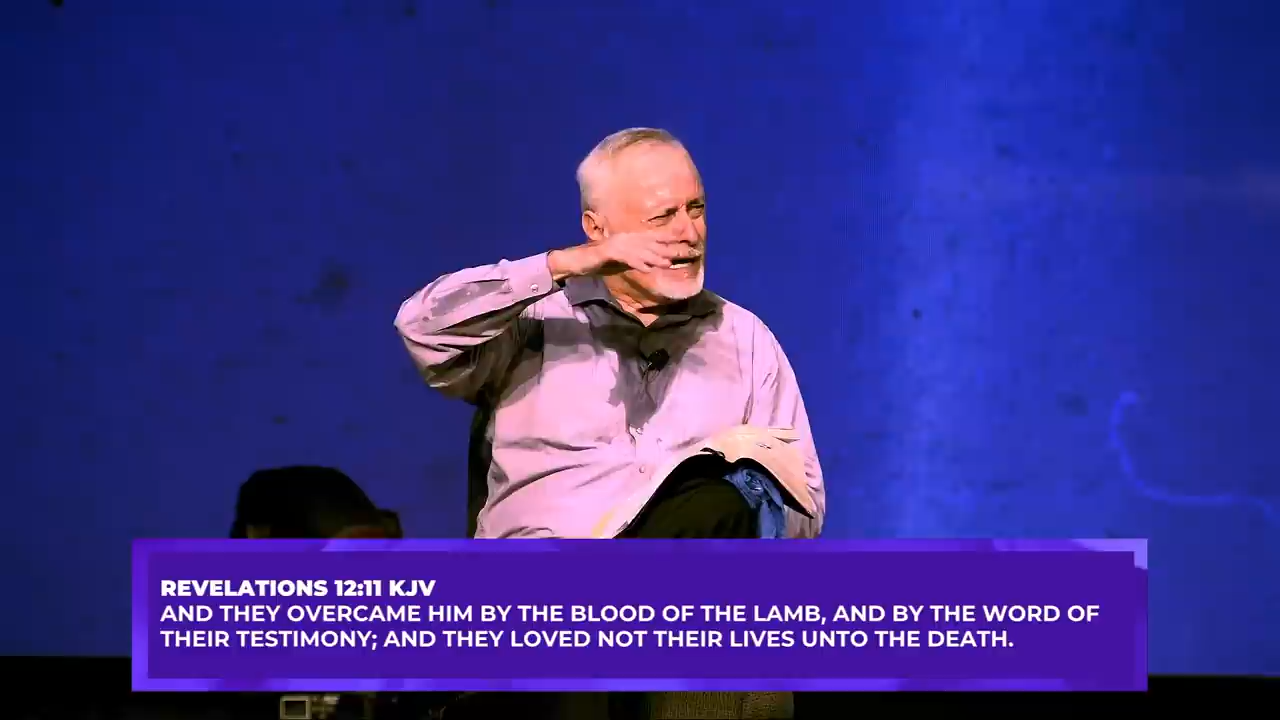 REVELATIONS 12:11 KJV
AND THEY OVERCAME HIM BY THE BLOOD OF THE LAMB, AND BY THE WORD OF
THEIR TESTIMONY; AND THEY LOVED NOT THEIR LIVES UNTO THE DEATH.